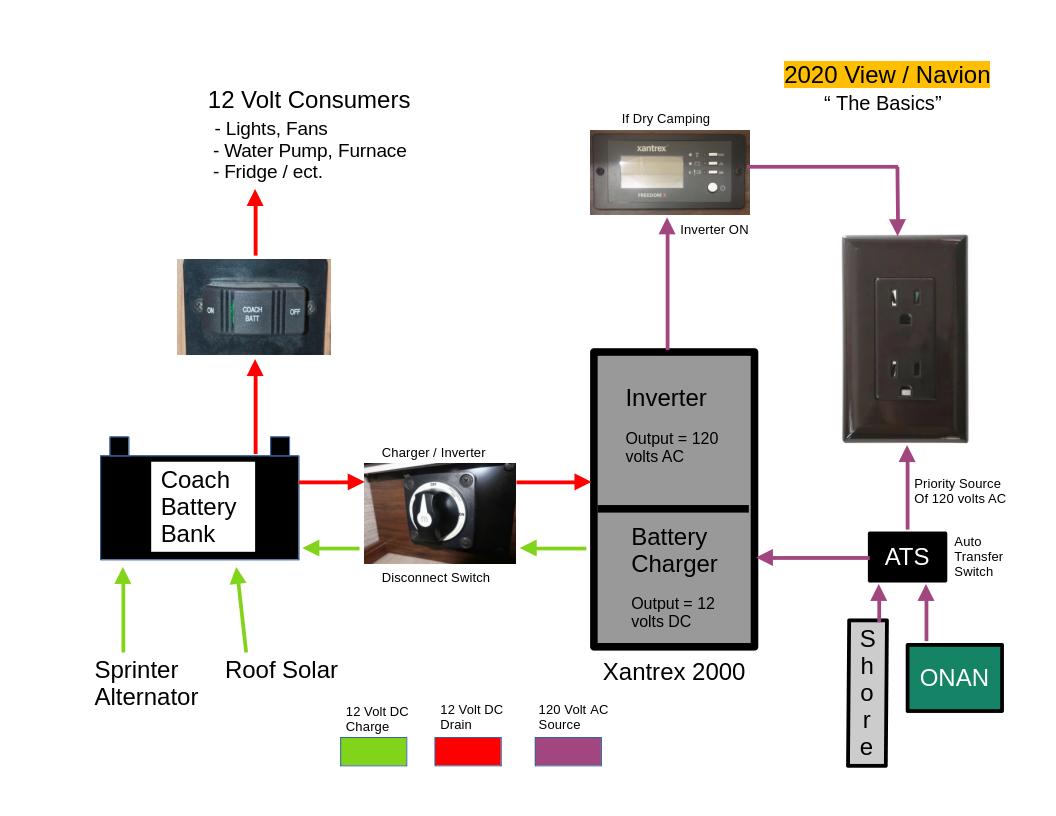 2020 View / Navion
“ The Basics”
12 Volt Consumers
- Lights, Fans
- Water Pump, Furnace
- Fridge / ect.
If Dry Camping
xantrex
FREEDOM X
Inverter ON
ON
COACH
BATT
OFF
Inverter
Output = 120
volts AC
Charger / Inverter
OFF
ON
Disconnect Switch
Coach
Battery
Bank
Battery
Charger
Output = 12
volts DC
Xantrex 2000
Priority Source
Of 120 volts AC
ATS
Auto
Transfer
Switch
Shore
ONAN
Sprinter
Alternator
Roof Solar
12 Volt DC
Charge
12 Volt DC
Drain
120 Volt AC
Source